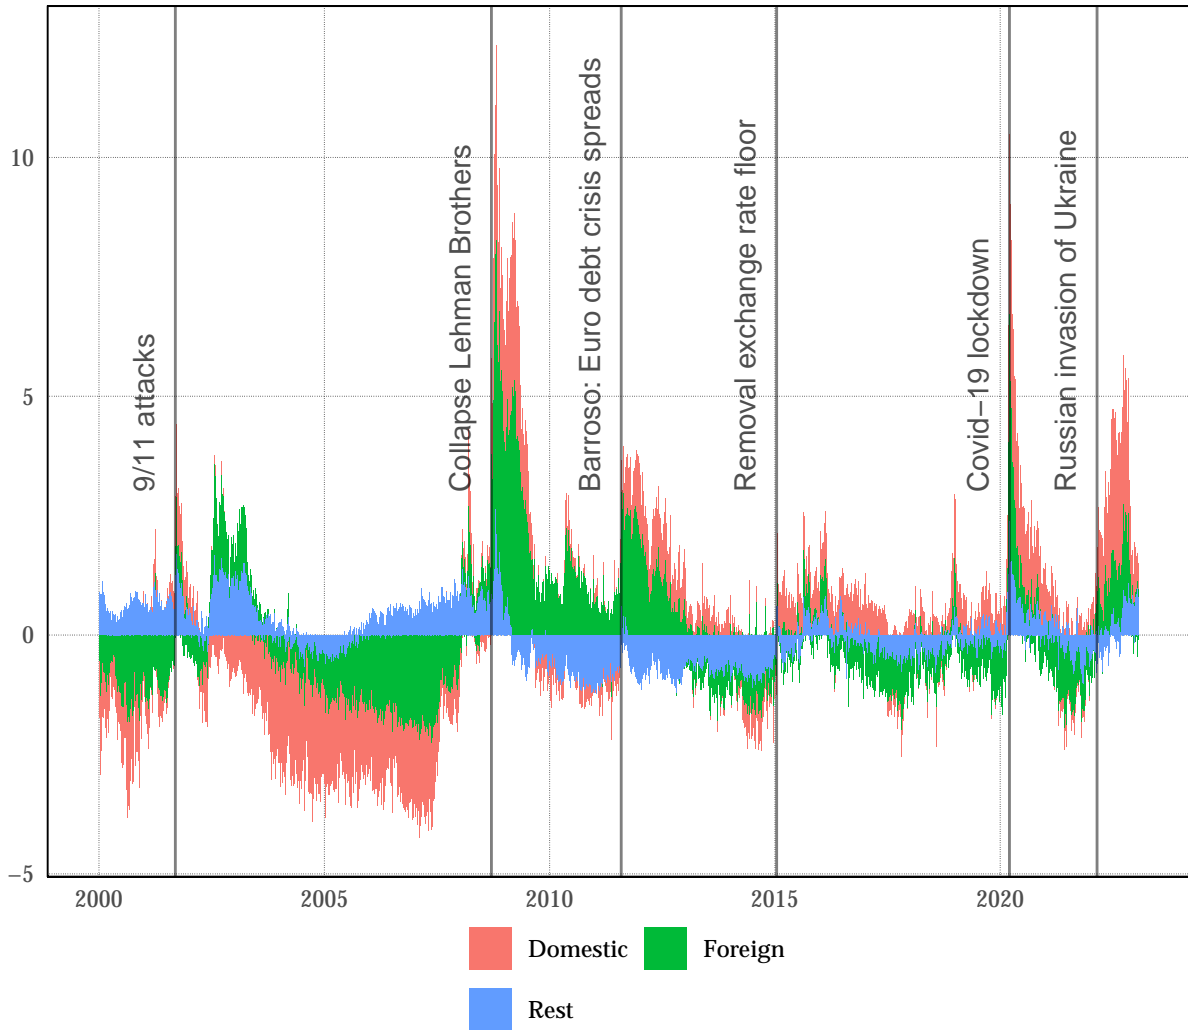 10
5
0
−5
9/11 attacks
Collapse Lehman Brothers
Barroso: Euro debt crisis spreads
Removal exchange rate floor
Covid−19 lockdown
Russian invasion of Ukraine
2000
2005
2010
2015
2020
Domestic
Foreign
Rest